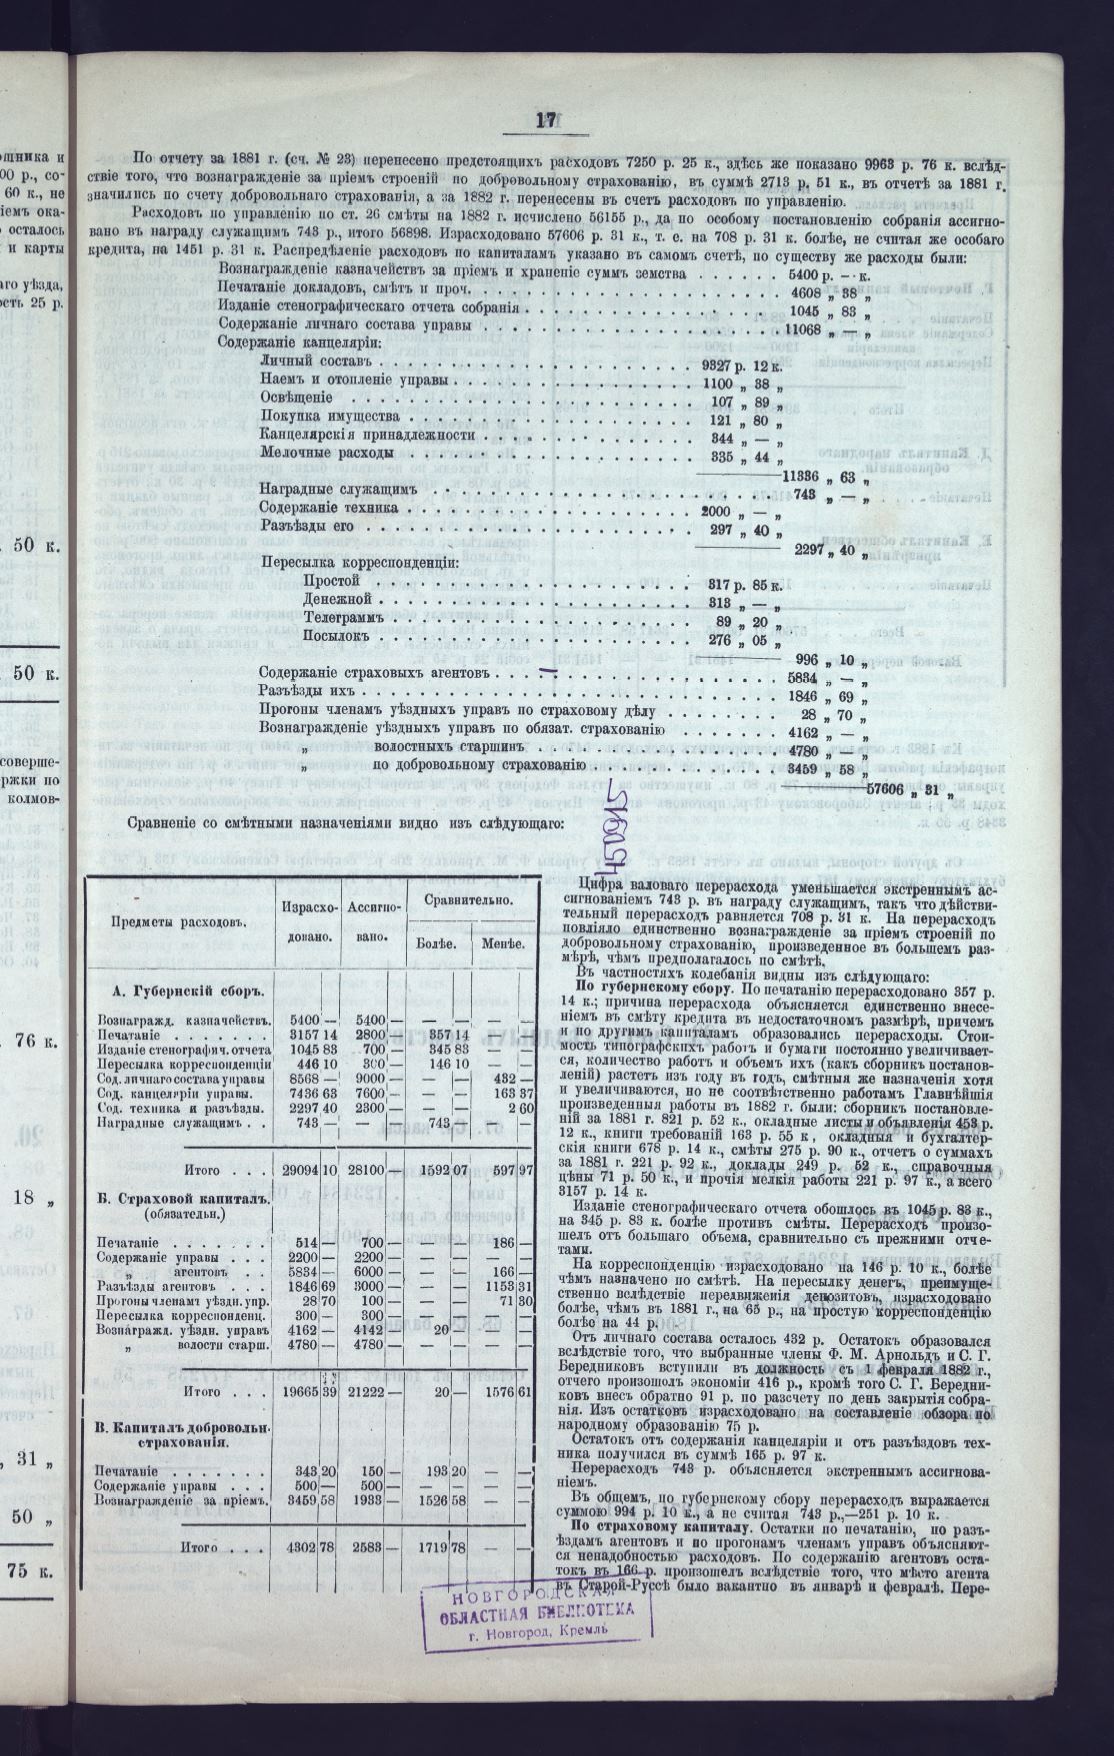 17
По отчету за 1881 г. (сч. № 23) перенесено предстоящихъ расходовъ 7250 р. 25 к., здѣсь же показано 9963 р. 76 к. вслѣд-
ствіе того, что вознагражденіе за пріемъ строеній по добровольному страхованію, въ суммѣ 2713 р. 51 к., въ отчетѣ за 1881 г.
значились по счету добровольнаго страхованія, а за 1882 г. перенесены въ счетъ расходовъ по управленію.
Расходовъ по управленію по ст. 26 смѣты на 1882 г. исчислено 56155 р., да по особому постановленію собранія ассигно-
вано въ награду служащимъ 743 р., итого 56898. Израсходовано 57606 р. 31 к., т. е. на 708 р. 31 к. болѣе, не считая же особаго
кредита, на 1451 р. 31 к. Распредѣленіе расходовъ по капиталамъ указано въ самомъ счетѣ, по существу же расходы были:
Вознагражденіе казначействъ за пріемъ и храненіе суммъ земства . . . . . . 5400 р. — к.
Печатаніе докладовъ, смѣтъ и проч. . . . . . . 4608 „ 38 „
Изданіе стенографическаго отчета собранія . . . . . . 1045 „ 83 „
Содержаніе личнаго состава управы . . . . . . 11068 „ — „
Содержаніе канцеляріи:
Личный составъ . . . . . . 9327 р. 12 к.
Наемъ и отопленіе управы . . . . . . 1100 „ 38 „
Освѣщеніе . . . . . . 107 „ 89 „
Покупка имущества . . . . . . 121 „ 80 „
Канцелярскія принадлежности . . . . . . 344 „ — „
Мелочные расходы . . . . . . 335 „ 44 „
11336 „ 63 „
Наградные служащимъ . . . . . . 743 „ — „
Содержаніе техника . . . . . . 2000 „ — „
Разъѣзды его . . . . . . 297 „ 40 „
2297 „ 40 „
Пересылка корреспонденціи:
Простой . . . . . . 317 р. 85 к.
Денежной . . . . . . 313 „ — „
Телеграммъ . . . . . . 89 „ 20 „
Посылокъ . . . . . . 276 „ 05 „
996 „ 10 „
Содержаніе страховыхъ агентовъ . . . . . . 5834 „ — „
Разъѣзды ихъ . . . . . . 1846 „ 69 „
Прогоны членамъ уѣздныхъ управъ по страховому дѣлу . . . . . . 28 „ 70 „
Вознагражденіе уѣздныхъ управъ по обязат. страхованію . . . . . . 4162 „ — „
„ волостныхъ старшинъ . . . . . . 4780 „ — „
„ по добровольному страхованію . . . . . . 3459 „ 58 „
57606 „ 31 „
Сравненіе со смѣтными назначеніями видно изъ слѣдующаго:
450915
Предметы расходовъ. Израсхо-довано. Ассигно-вано. Сравнительно. Болѣе. Менѣе.
А. Губернскій сборъ.
Вознагражд. казначействъ. 5400 — 5400 — — — — —
Печатаніе . . . . . . . 3157 14 2800 — 357 14 — —
Изданіе стенографич. отчета 1045 83 700 — 345 83 — —
Пересылка корреспонденціи 446 10 300 — 146 10 — —
Сод. личнаго состава управы 8568 — 9000 — — — 432 —
Сод. канцеляріи управы. 7436 63 7600 — — — 163 37
Сод. техника и разъѣзды. 2297 40 2300 — — — 2 60
Наградные служащимъ . . 743 — — — 743 — — —
Итого . . . 29094 10 28100 — 1592 07 597 97
Б. Страховой капиталъ.
(обязательн.)
Печатаніе . . . . . . . 514 — 700 — — — 186 —
Содержаніе управы . . . 2200 — 2200 — — — — —
„ агентовъ . . 5834 — 6000 — — — 166 —
Разъѣзды агентовъ . . . 1846 69 3000 — — — 1153 31
Прогоны членамъ уѣздн. упр. 28 70 100 — — — 71 30
Пересылка корреспонденц. 300 — 300 — — — — —
Вознагражд. уѣздн. управъ 4162 — 4142 — 20 — — —
„ волостн старш. 4780 — 4780 — — — — —
Итого . . . 19665 39 21222 — 20 — 1576 61
В. Капиталъ добровольн.
страхованія.
Печатаніе . . . . . . . 343 20 150 — 193 20 — —
Содержаніе управы . . . 500 — 500 — — — — —
Вознагражденіе за пріемъ. 3459 58 1933 — 1526 58 — —
Итого . . . 4302 78 2583 — 1719 78 — —
Цифра валоваго перерасхода уменьшается экстреннымъ ас-
сигнованіемъ 743 р. въ награду служащимъ, такъ что дѣйстви-
тельный перерасходъ равняется 708 р. 31 к. На перерасходъ
повліяло единственно вознагражденіе за пріемъ строеній по
добровольному страхованію, произведенное въ большемъ раз-
мѣрѣ, чѣмъ предполагалось по смѣтѣ.
Въ частностяхъ колебанія видны изъ слѣдующаго:
По губернскому сбору. По печатанію перерасходовано 357 р.
14 к.; причина перерасхода объясняется единственно внесе-
ніемъ въ смѣту кредита въ недостаточномъ размѣрѣ, причемъ
и по другимъ капиталамъ образовались перерасходы. Стои-
мость типографскихъ работъ и бумаги постоянно увеличивает-
ся, количество работъ и объемъ ихъ (какъ сборникъ постанов-
леній) растетъ изъ году въ годъ, смѣтныя же назначенія хотя
и увеличиваются, но не соотвѣтственно работамъ Главнѣйшія
произведенныя работы въ 1882 г. были: сборникъ постановле-
ній за 1881 г. 821 р. 52 к., окладные листы и объявленія 453 р.
12 к., книги требованій 163 р. 55 к, окладныя и бухгалтер-
скія книги 678 р. 14 к., смѣты 275 р. 90 к., отчетъ о суммахъ
за 1881 г. 221 р. 92 к., доклады 249 р. 52 к., справочныя
цѣны 71 р. 50 к., и прочія мелкія работы 221 р. 97 к., а всего
3157 р. 14 к.
Изданіе стенографическаго отчета обошлось въ 1045 р. 83 к.,
на 345 р. 83 к. болѣе противъ смѣты. Перерасходъ произо-
шелъ отъ большаго объема, сравнительно съ прежними отче-
тами.
На корреспонденцію израсходовано на 146 р. 10 к., болѣе
чѣмъ назначено по смѣтѣ. На пересылку денегъ, преимуще-
ственно вслѣдствіе передвиженія депозитовъ, израсходовано
болѣе, чѣмъ въ 1881 г., на 65 р., на простую корреспонденцію
болѣе на 44 р.
Отъ личнаго состава осталось 432 р. Остатокъ образовался
вслѣдствіе того, что выбранные члены Ф. М. Арнольдъ и С. Г.
Бередниковъ вступили въ должность съ 1 февраля 1882 г.,
отчего произошло экономіи 416 р., кромѣ того С. Г. Бередни-
ковъ внесъ обратно 91 р. по разсчету по день закрытія собра-
нія. Изъ остатковъ израсходовано на составленіе обзора по
народному образованію 75 р.
Остатокъ отъ содержанія канцеляріи и отъ разъѣздовъ тех-
ника получился въ суммѣ 165 р. 97 к.
Перерасходъ 743 р. объясняется экстреннымъ ассигнова-
ніемъ.
Въ общемъ, по губернскому сбору перерасходъ выражается
суммою 994 р. 10 к., а не считая 743 р.,—251 р. 10 к.
По страховому капиталу. Остатки по печатанію, по разъ-
ѣздамъ агентовъ и по прогонамъ членамъ управъ объясняют-
ся ненадобностью расходовъ. По содержанію агентовъ оста-
токъ въ 166 р. произошелъ вслѣдствіе того, что мѣсто агента
въ Старой-Руссѣ было вакантно въ январѣ и февралѣ. Пере-
НОВГОРОДСКАЯ
ОБЛАСТНАЯ БИБЛИОТЕКА
г. Новгород, Кремль
щника и
00 р., со-
60 к., не
іемъ ока-
осталось
и карты
аго уѣзда,
ость 25 р.
50 к.
50 к.
соверше-
ржки по
колмов-
76 к.
18 „
„ 31 „
50 „
75 к.